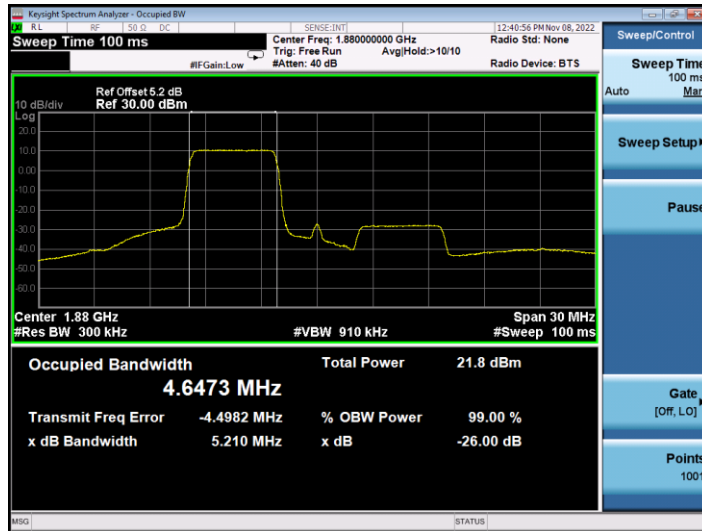 Keysight Spectrum Analyzer - Occupied BW
LXI RL RF 50 Ω DC SENSE:INT 12:40:56 PM Nov 08, 2022
Sweep Time 100 ms
Center Freq: 1.880000000 GHz
Radio Std: None
Trig: Free Run Avg|Hold:>10/10
#IFGain:Low #Atten: 40 dB Radio Device: BTS
Ref Offset 5.2 dB
10 dB/div Ref 30.00 dBm
Log
20.0
10.0
0.00
-10.0
-20.0
-30.0
-40.0
-50.0
-60.0
Center 1.88 GHz Span 30 MHz
#Res BW 300 kHz #VBW 910 kHz #Sweep 100 ms
Occupied Bandwidth Total Power 21.8 dBm
4.6473 MHz
Transmit Freq Error -4.4982 MHz % OBW Power 99.00 %
x dB Bandwidth 5.210 MHz x dB -26.00 dB
MSG STATUS
Sweep/Control
Sweep Time
100 ms
Auto Man
Sweep Setup
Pause
Gate
[Off, LO]
Points
1001